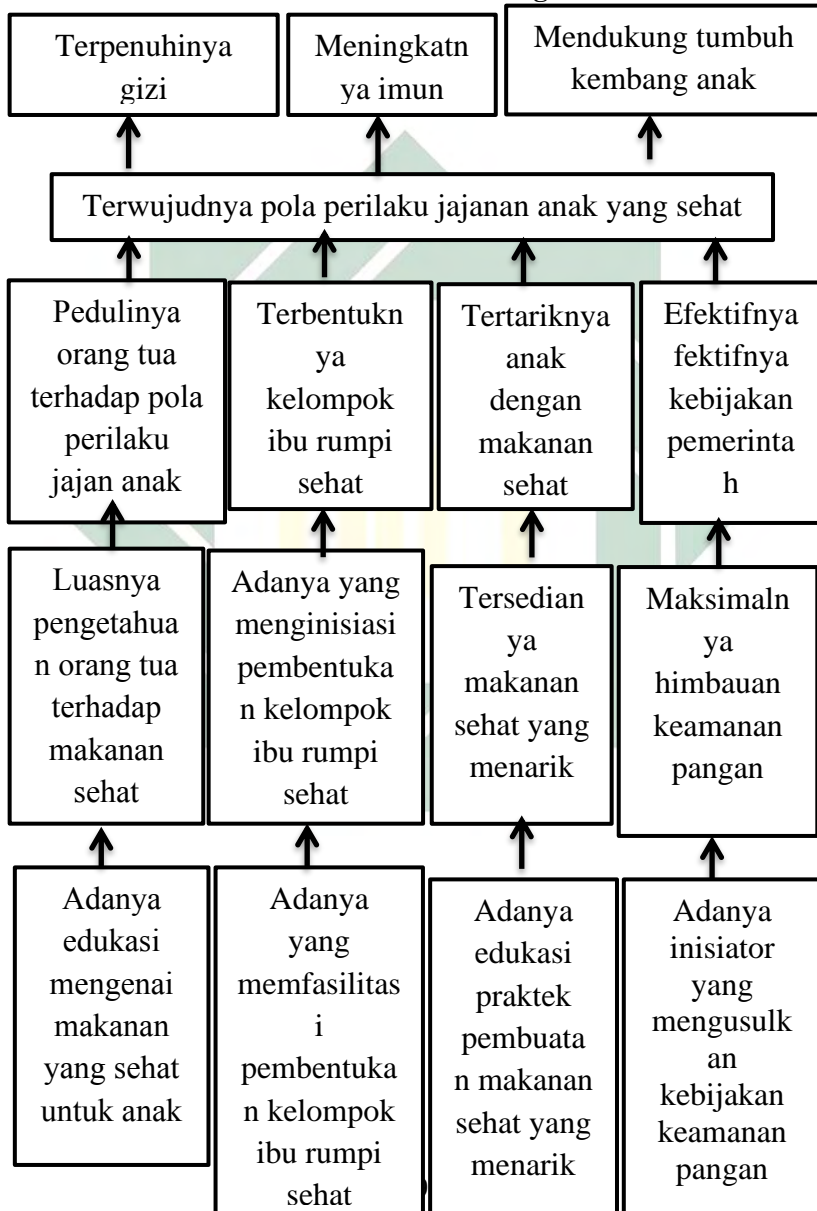 Terpenuhinya
gizi
Meningkatn
ya imun
Mendukung tumbuh
kembang anak
Terwujudnya pola perilaku jajanan anak yang sehat
Pedulinya
orang tua
terhadap pola
perilaku
jajan anak
Terbentukn
ya
kelompok
ibu rumpi
sehat
Tertariknya
anak
dengan
makanan
sehat
Efektifnya
fektifnya
kebijakan
pemerinta
h
Luasnya
pengetahua
n orang tua
terhadap
makanan
sehat
Adanya yang
menginisiasi
pembentuka
n kelompok
ibu rumpi
sehat
Tersedian
ya
makanan
sehat yang
menarik
Maksimaln
ya
himbauan
keamanan
pangan
Adanya
edukasi
mengenai
makanan
yang sehat
untuk anak
Adanya
yang
memfasilitas
i
pembentuka
n kelompok
ibu rumpi
sehat
Adanya
edukasi
praktek
pembuata
n makanan
sehat yang
menarik
Adanya
inisiator
yang
mengusulk
an
kebijakan
keamanan
pangan